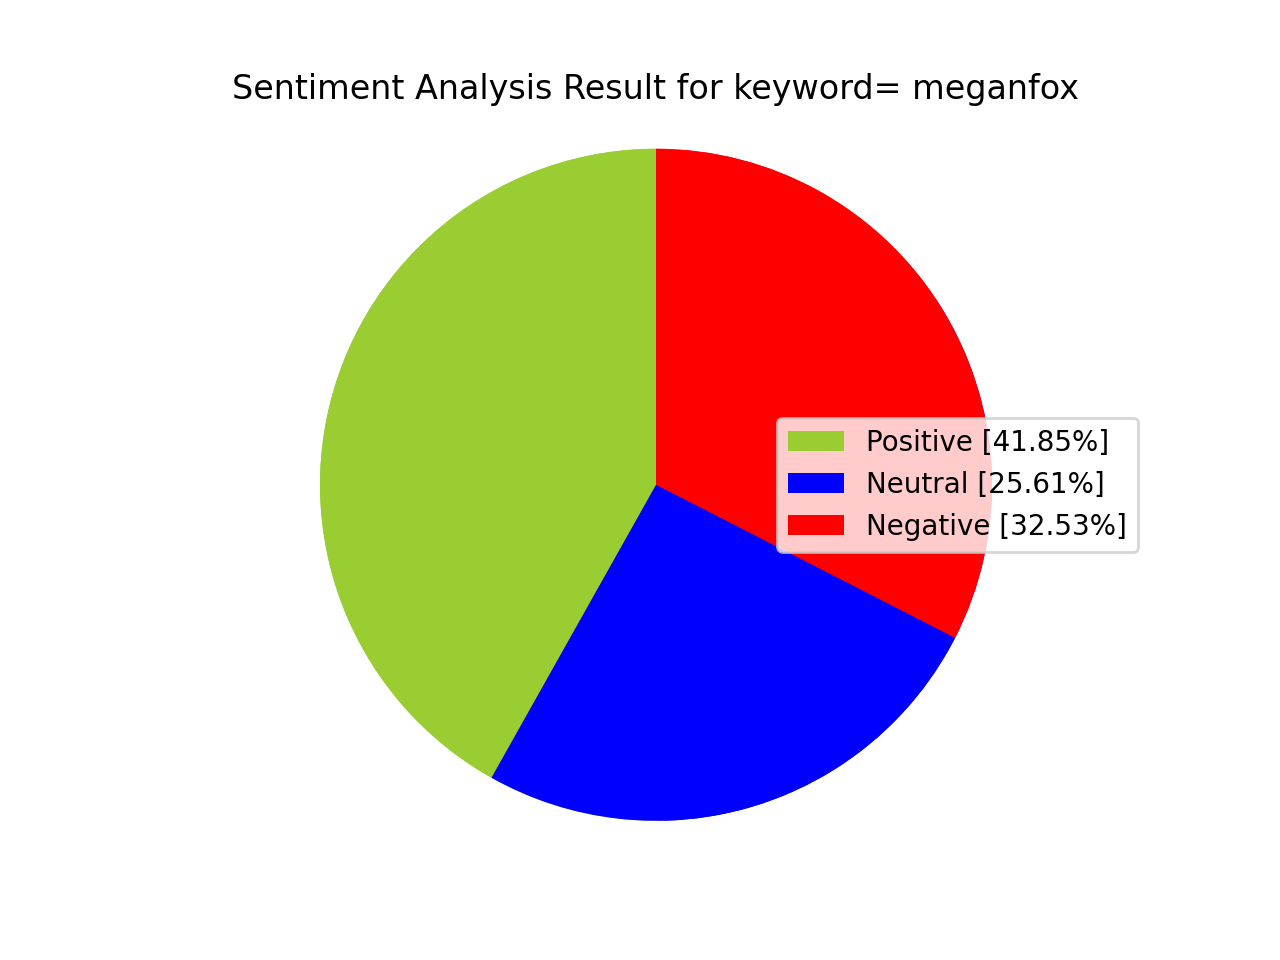 Sentiment Analysis Result for keyword= meganfox
Positive [41.85%]
Neutral [25.61%]
Negative [32.53%]